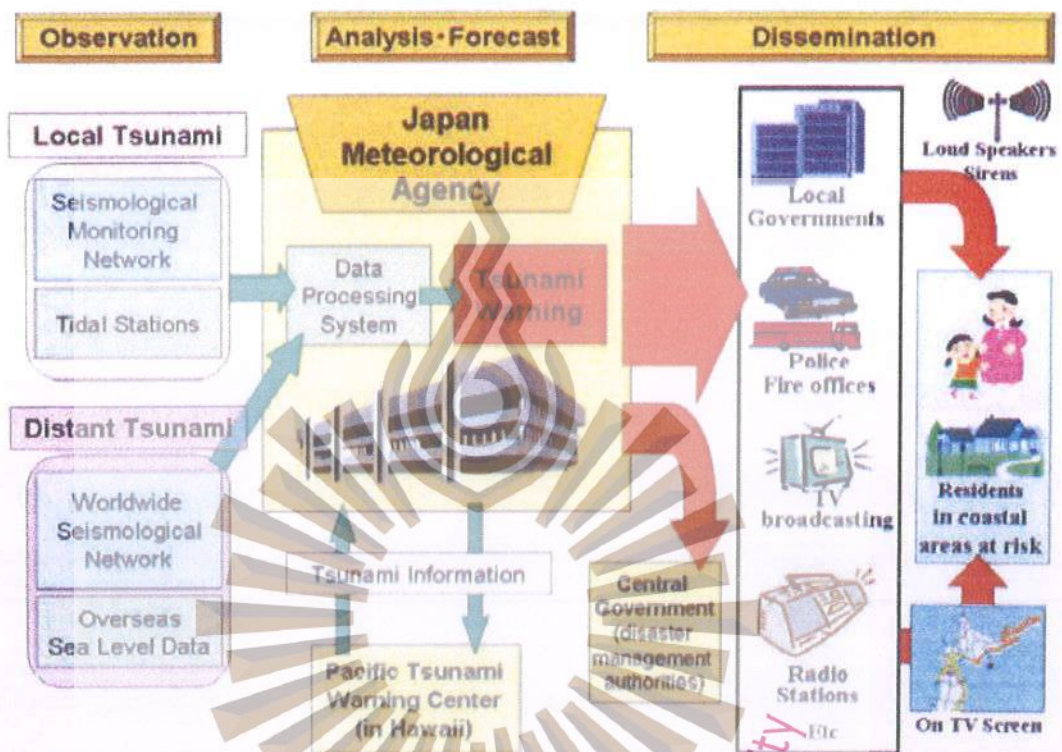 Observation
Analysis・Forecast
Dissemination
Local Tsunami
Seismological
Monitoring
Network
Tidal Stations
Distant Tsunami
Worldwide
Seismological
Network
Overseas
Sea Level Data
Japan
Meteorological
Agency
Data
Processing
System
Tsunami
Warning
Tsunami Information
Pacific Tsunami
Warning Center
(in Hawaii)
Central
Government
(disaster
management
authorities)
Local
Governments
Police
Fire offices
TV
broadcasting
Radio
Stations
Etc
Loud Speakers
Sirens
Residents
in coastal
areas at risk
On TV Screen